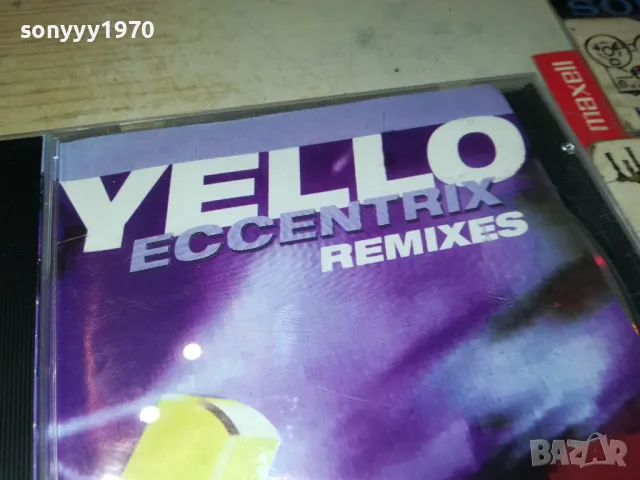 sonyyy1970
maxell
YELLO
ECCENTRIX
REMIXES
BAZAR